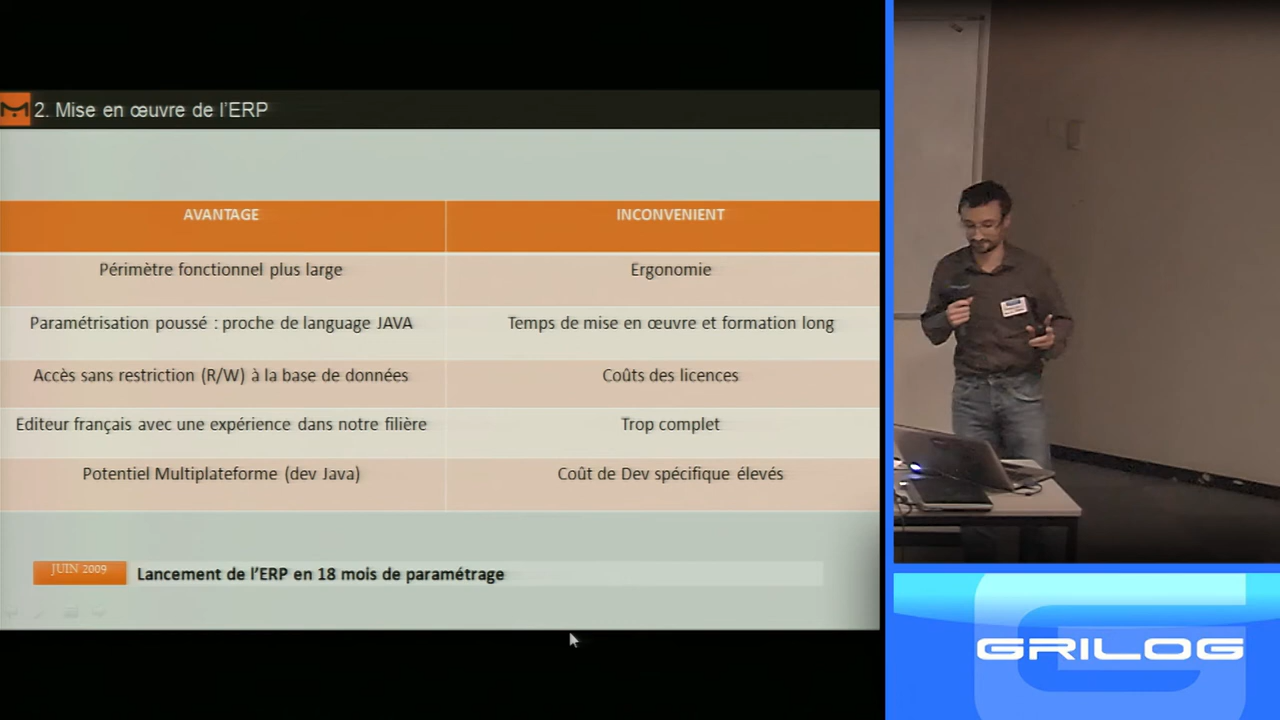 2. Mise en œuvre de l'ERP
AVANTAGE
INCONVENIENT
Périmètre fonctionnel plus large
Ergonomie
Paramétrisation poussé : proche de language JAVA
Temps de mise en œuvre et formation long
Accès sans restriction (R/W) à la base de données
Coûts des licences
Editeur français avec une expérience dans notre filière
Trop complet
Potentiel Multiplateforme (dev Java)
Coût de Dev spécifique élevés
JUIN 2009
Lancement de l'ERP en 18 mois de paramétrage
GRILOG